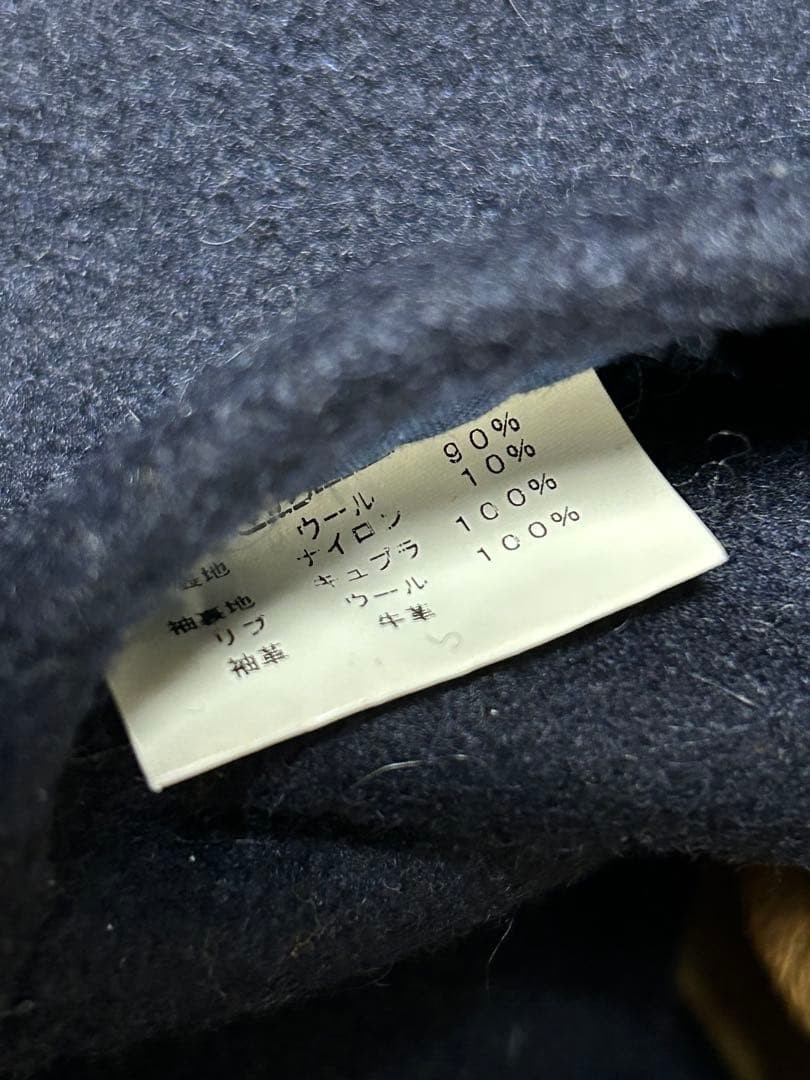 ウール 90%
地 ナイロン 10%
袖裏地 キュプラ 100%
リブ ウール 100%
袖革 牛革